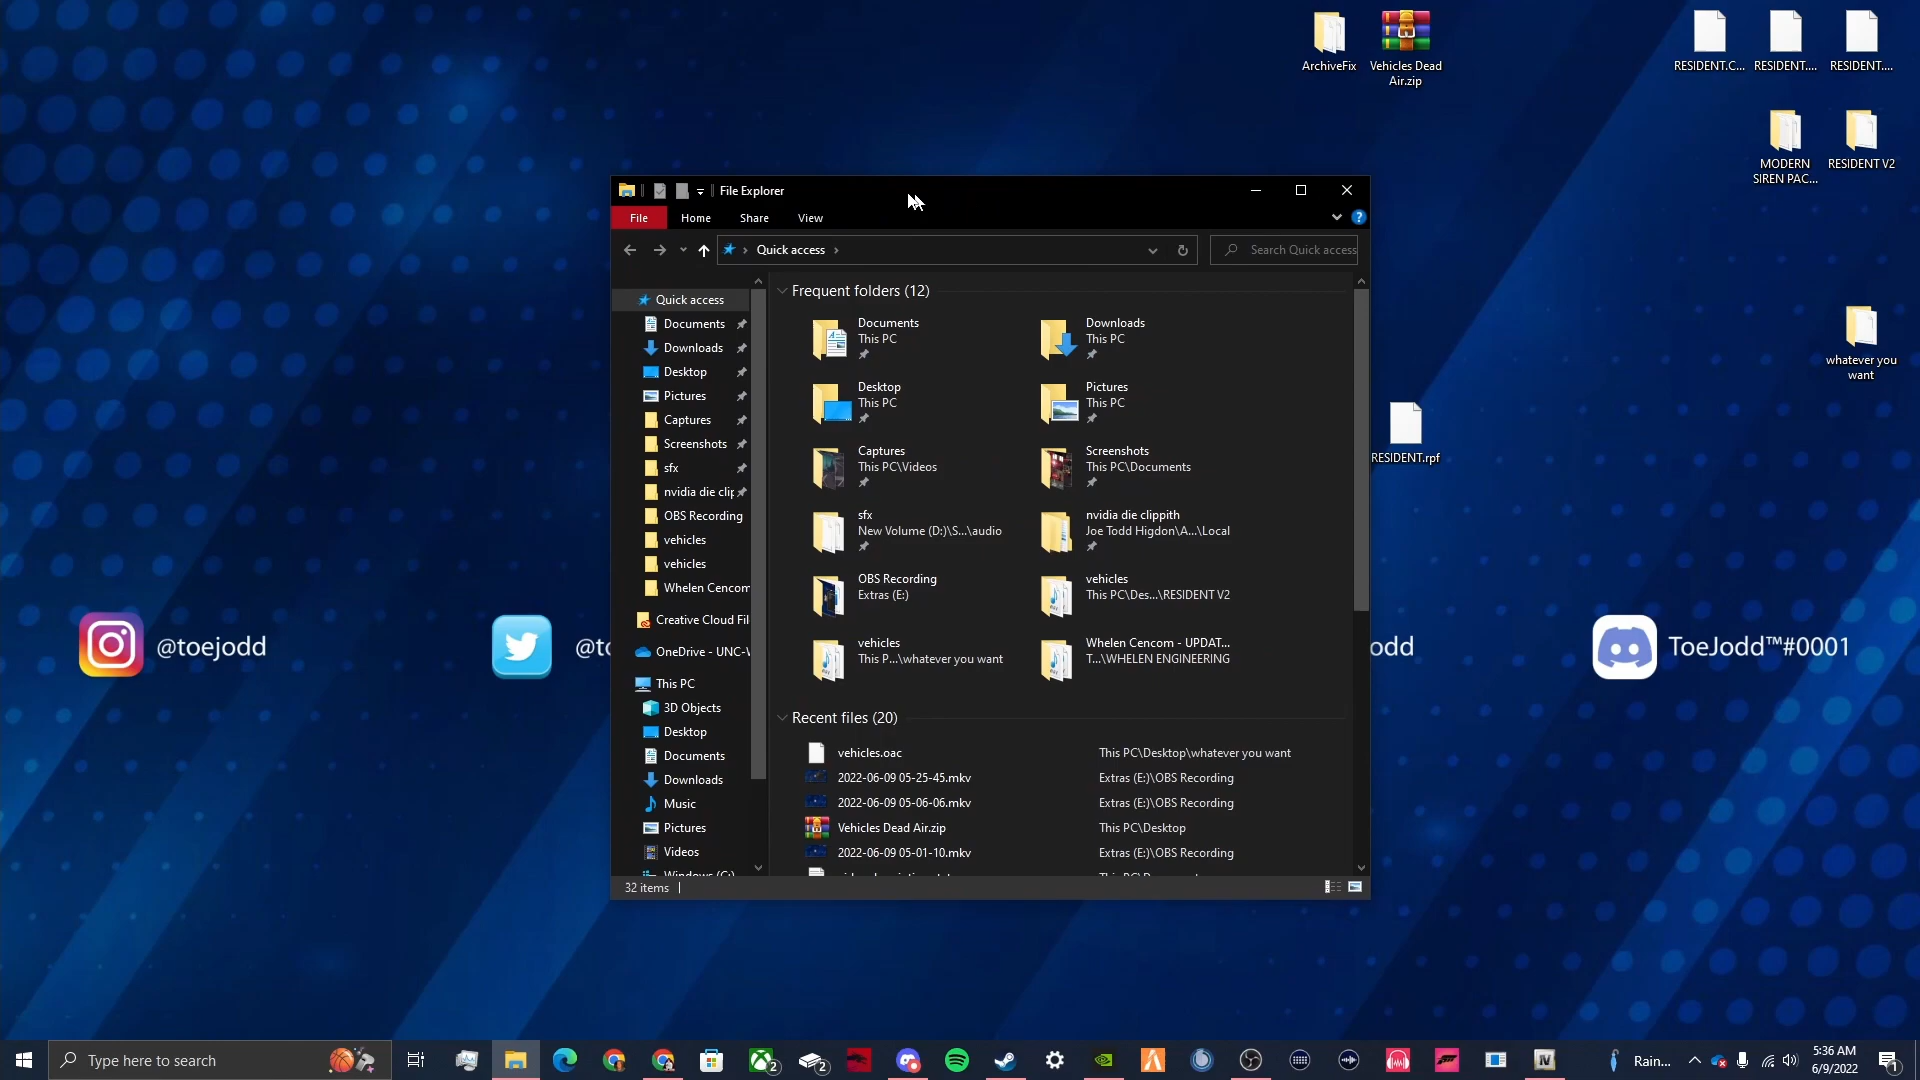 ArchiveFix
Vehicles Dead
Air.zip
RESIDENT.C...
RESIDENT....
RESIDENT....
MODERN
SIREN PAC...
RESIDENT V2
whatever you
want
RESIDENT.rpf
File Explorer
File
Home
Share
View
Quick access
Search Quick access
Quick access
Documents
Downloads
Desktop
Pictures
Captures
Screenshots
sfx
nvidia die clip
OBS Recording
vehicles
vehicles
Whelen Cencom
Creative Cloud Fil
OneDrive - UNC-W
This PC
3D Objects
Desktop
Documents
Downloads
Music
Pictures
Videos
Windows (C:)
Frequent folders (12)
Documents
This PC
Downloads
This PC
Desktop
This PC
Pictures
This PC
Captures
This PC\Videos
Screenshots
This PC\Documents
sfx
New Volume (D:)\S...\audio
nvidia die clippith
Joe Todd Higdon\A...\Local
OBS Recording
Extras (E:)
vehicles
This PC\Des...\RESIDENT V2
vehicles
This P...\whatever you want
Whelen Cencom - UPDAT...
T...\WHELEN ENGINEERING
Recent files (20)
vehicles.oac This PC\Desktop\whatever you want
2022-06-09 05-25-45.mkv Extras (E:)\OBS Recording
2022-06-09 05-06-06.mkv Extras (E:)\OBS Recording
Vehicles Dead Air.zip This PC\Desktop
2022-06-09 05-01-10.mkv Extras (E:)\OBS Recording
32 items
@toejodd
@to
odd
ToeJodd™#0001
Type here to search
2
2
Rain...
5:36 AM
6/9/2022
1